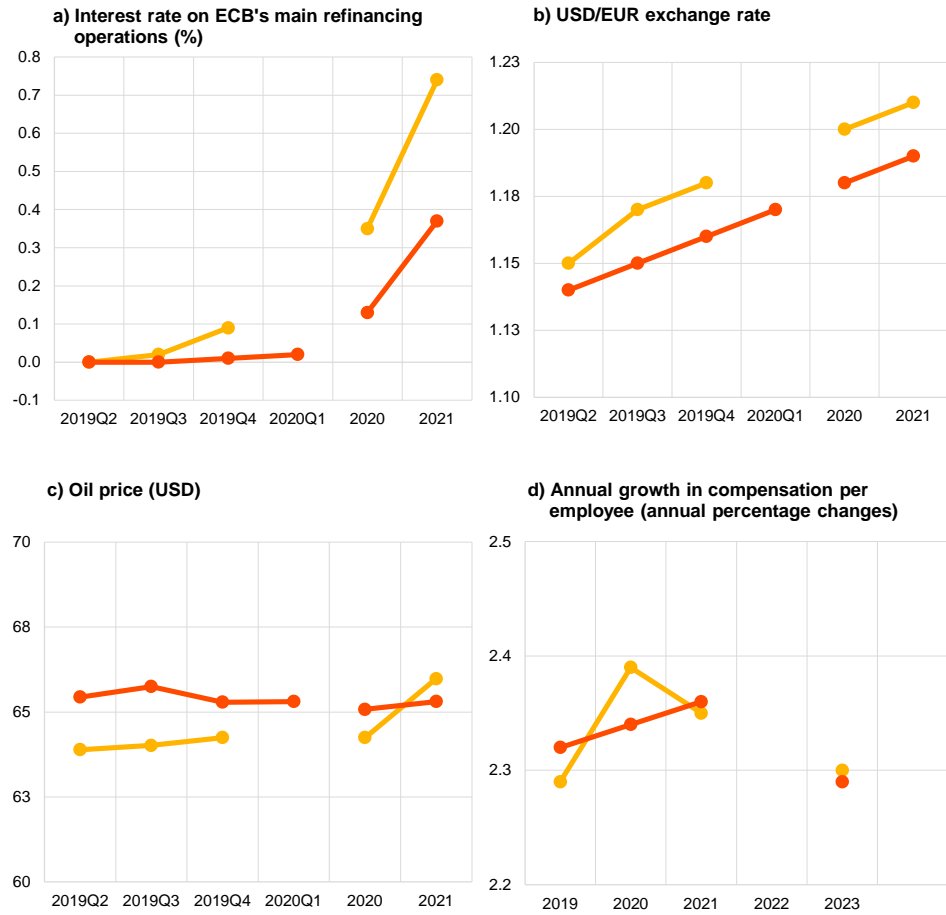 a) Interest rate on ECB's main refinancing
operations (%)
0.8
0.7
0.6
0.5
0.4
0.3
0.2
0.1
0.0
-0.1
2019Q2 2019Q3 2019Q4 2020Q1 2020 2021
b) USD/EUR exchange rate
1.23
1.20
1.18
1.15
1.13
1.10
2019Q2 2019Q3 2019Q4 2020Q1 2020 2021
c) Oil price (USD)
70
68
65
63
60
2019Q2 2019Q3 2019Q4 2020Q1 2020 2021
d) Annual growth in compensation per
employee (annual percentage changes)
2.5
2.4
2.3
2.2
2019 2020 2021 2022 2023